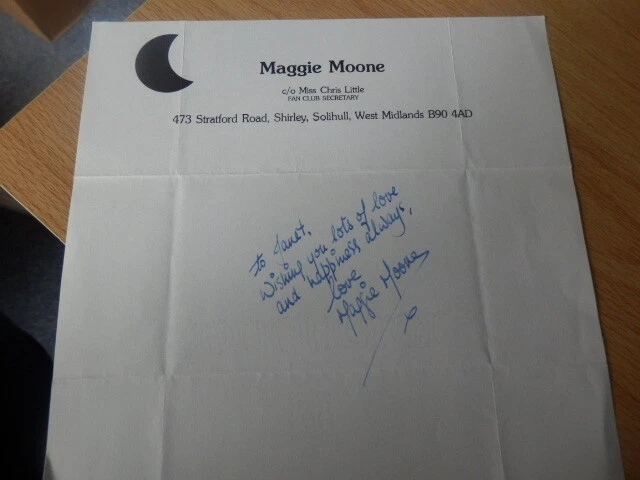 Maggie Moone
c/o Miss Chris Little
FAN CLUB SECRETARY
473 Stratford Road, Shirley, Solihull, West Midlands B90 4AD
to Janet.
Wishing you lots of love
and happiness always,
love
Maggie Moone
x